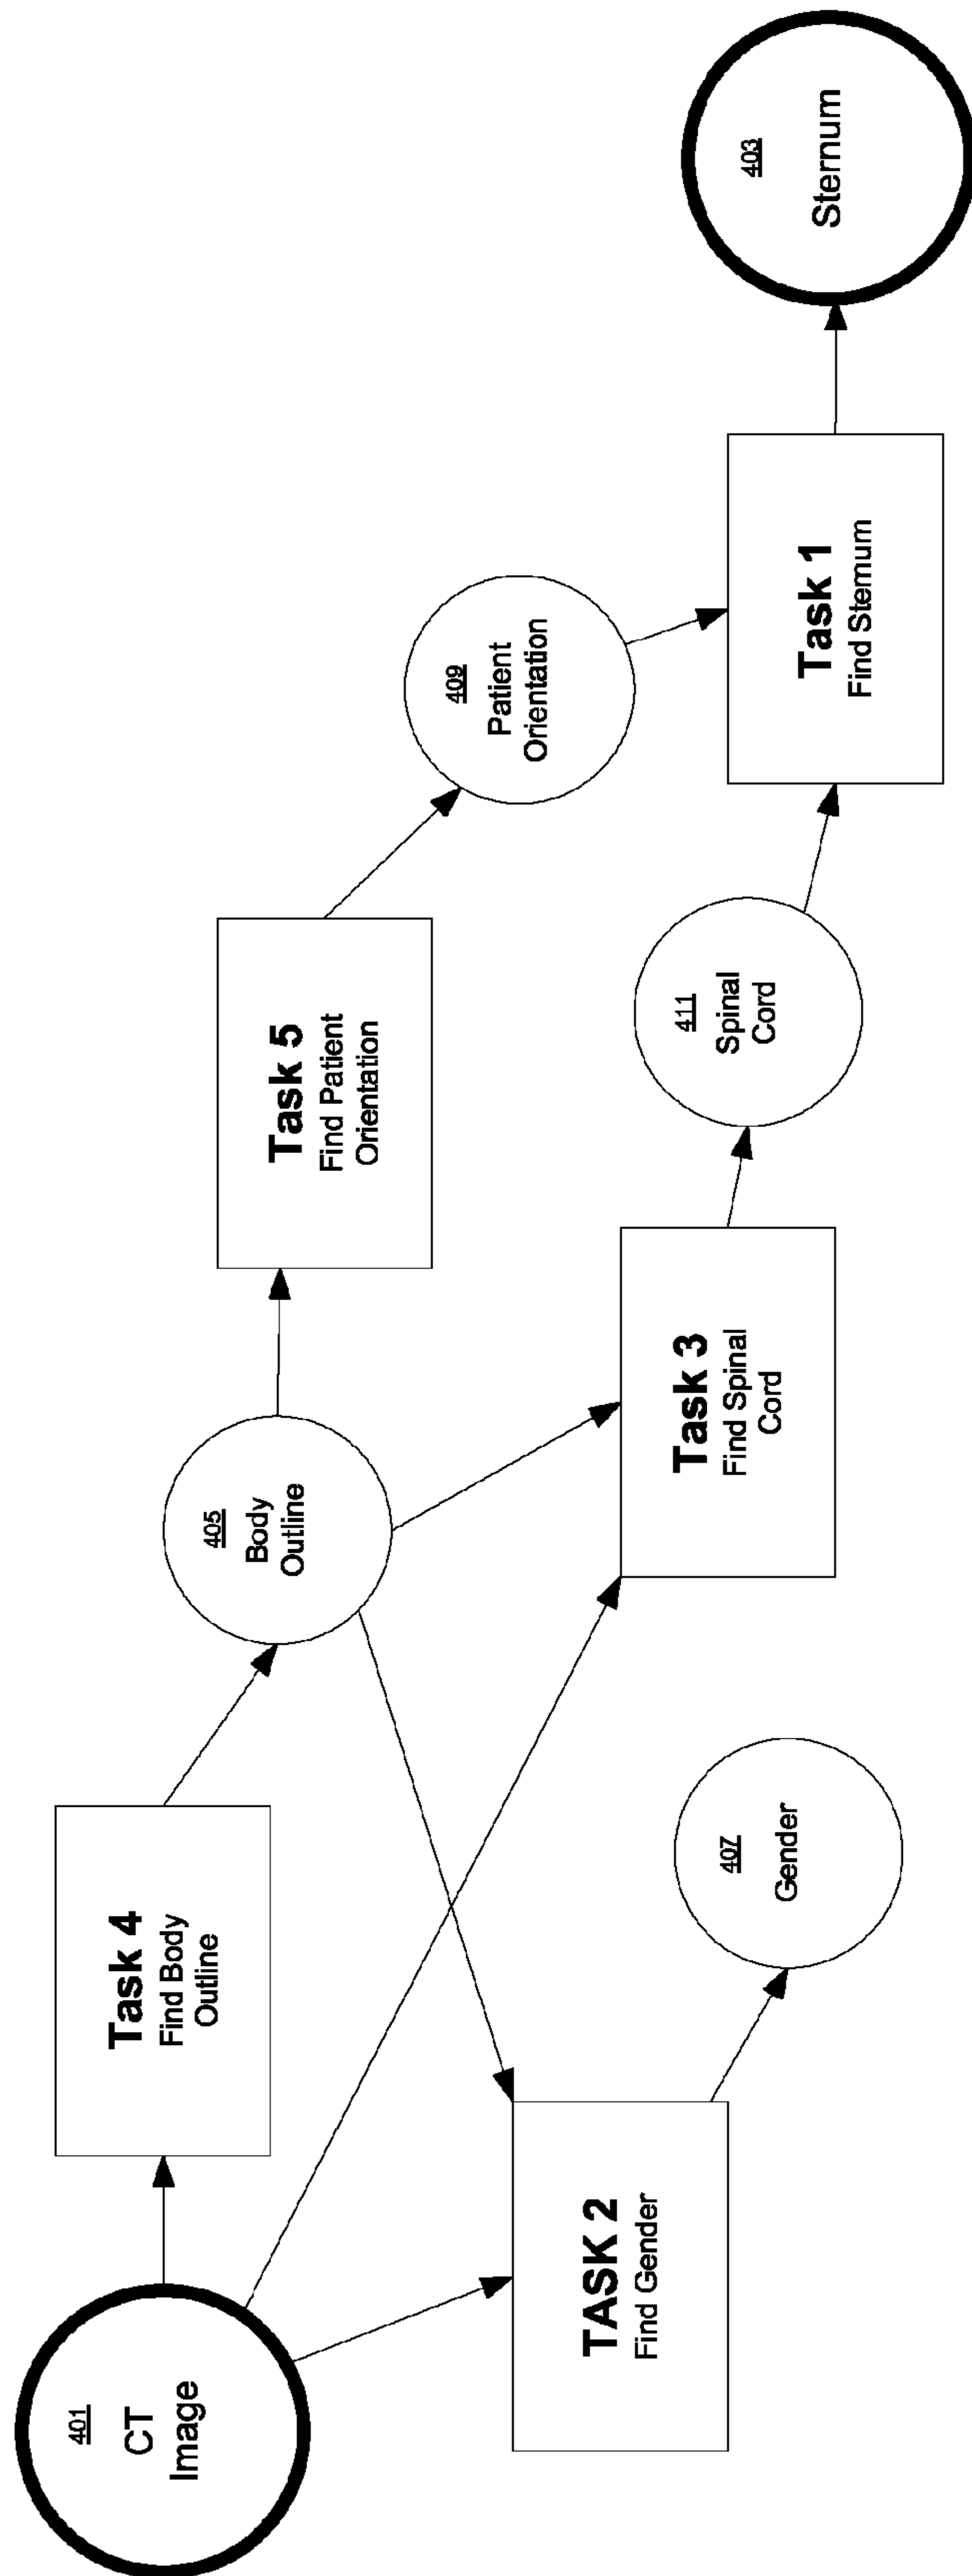 401
CT
Image
Task 4
Find Body
Outline
405
Body
Outline
Task 5
Find Patient
Orientation
409
Patient
Orientation
TASK 2
Find Gender
407
Gender
Task 3
Find Spinal
Cord
411
Spinal
Cord
Task 1
Find Sternum
403
Sternum